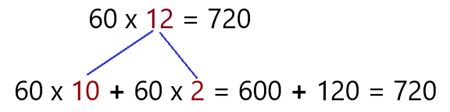 60 x 12 = 720
60 x 10 + 60 x 2 = 600 + 120 = 720